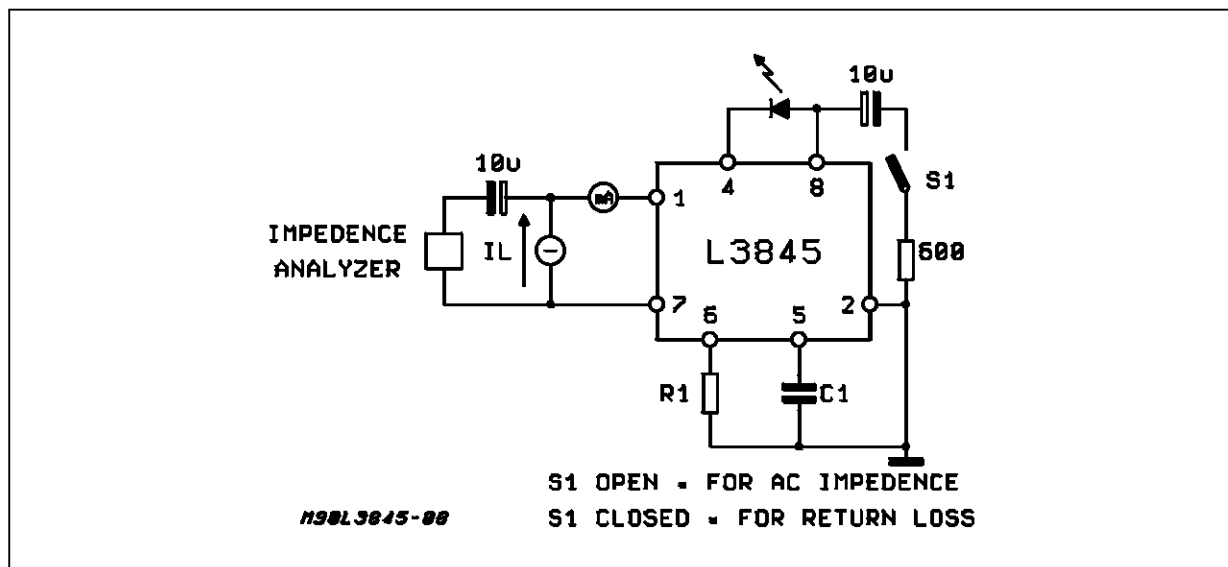 10u
10u
4
8
S1
mA
1
IMPEDENCE
ANALYZER
IL
L3845
600
7
2
6
5
R1
C1
S1 OPEN = FOR AC IMPEDENCE
S1 CLOSED = FOR RETURN LOSS
M90L3845-08